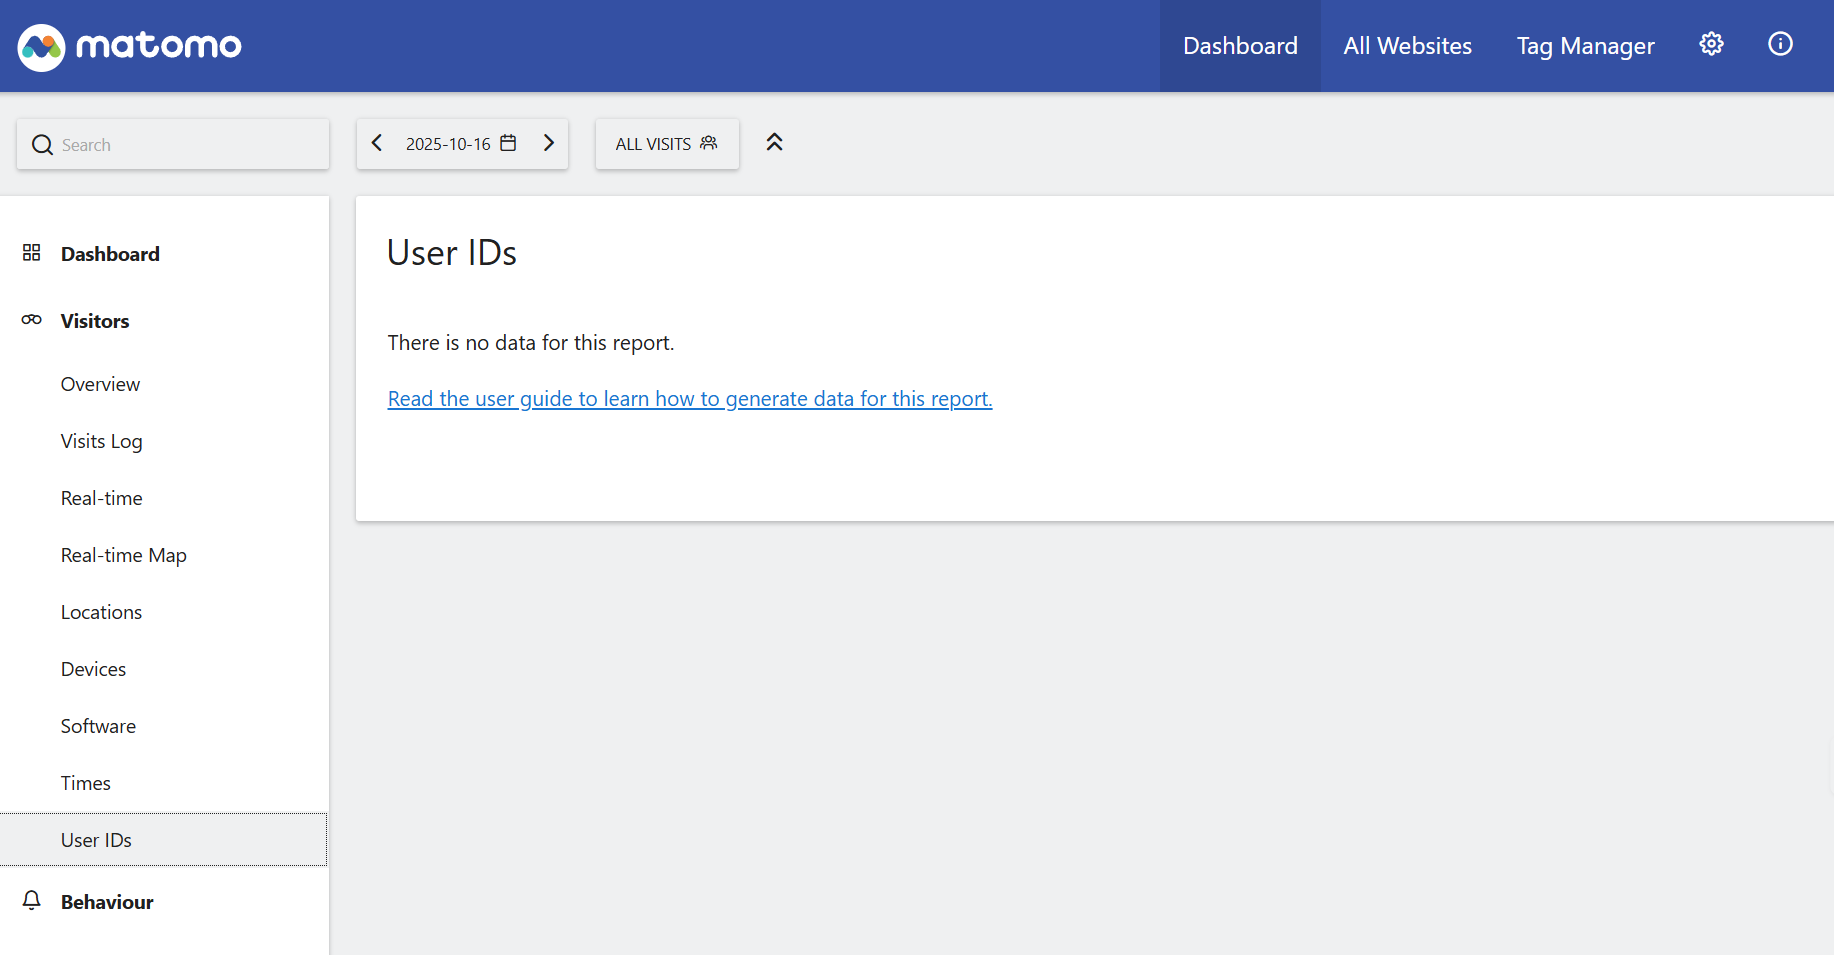 matomo
Dashboard
All Websites
Tag Manager
Search
2025-10-16
ALL VISITS
Dashboard
Visitors
Overview
Visits Log
Real-time
Real-time Map
Locations
Devices
Software
Times
User IDs
Behaviour
User IDs
There is no data for this report.
Read the user guide to learn how to generate data for this report.